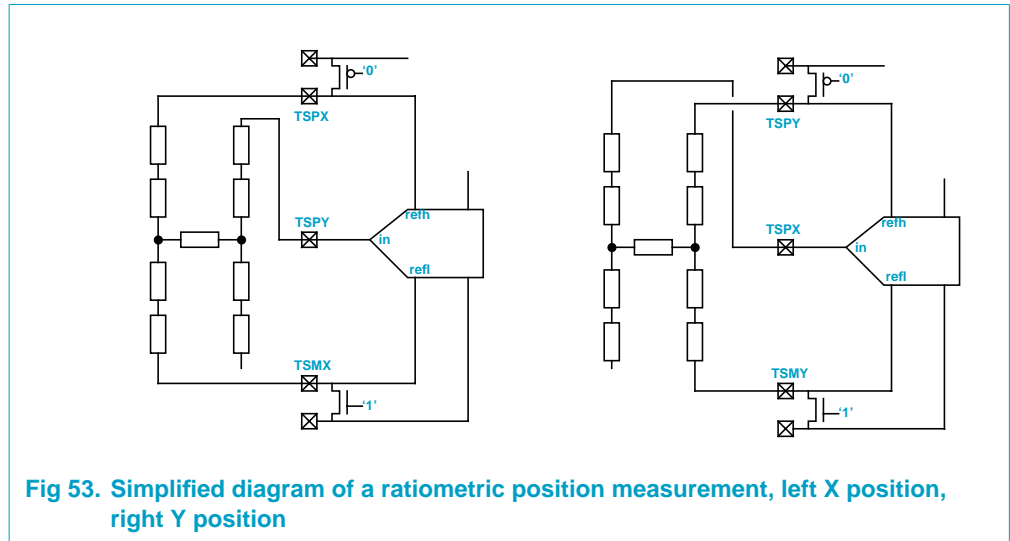 ‘0’
TSPX
TSPY
refh
in
refl
TSMX
‘1’
‘0’
TSPY
TSPX
refh
in
refl
TSMY
‘1’
Fig 53. Simplified diagram of a ratiometric position measurement, left X position,
right Y position